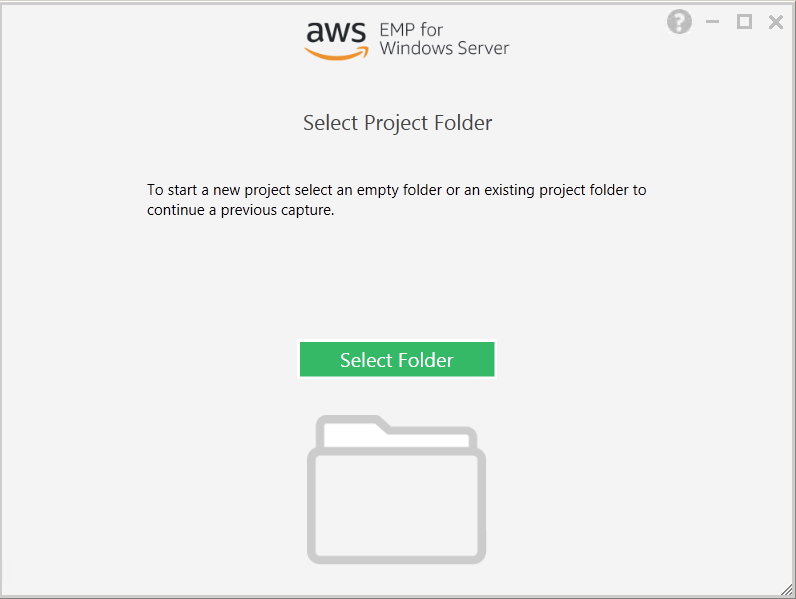 aws EMP for
Windows Server
?
Select Project Folder
To start a new project select an empty folder or an existing project folder to
continue a previous capture.
Select Folder